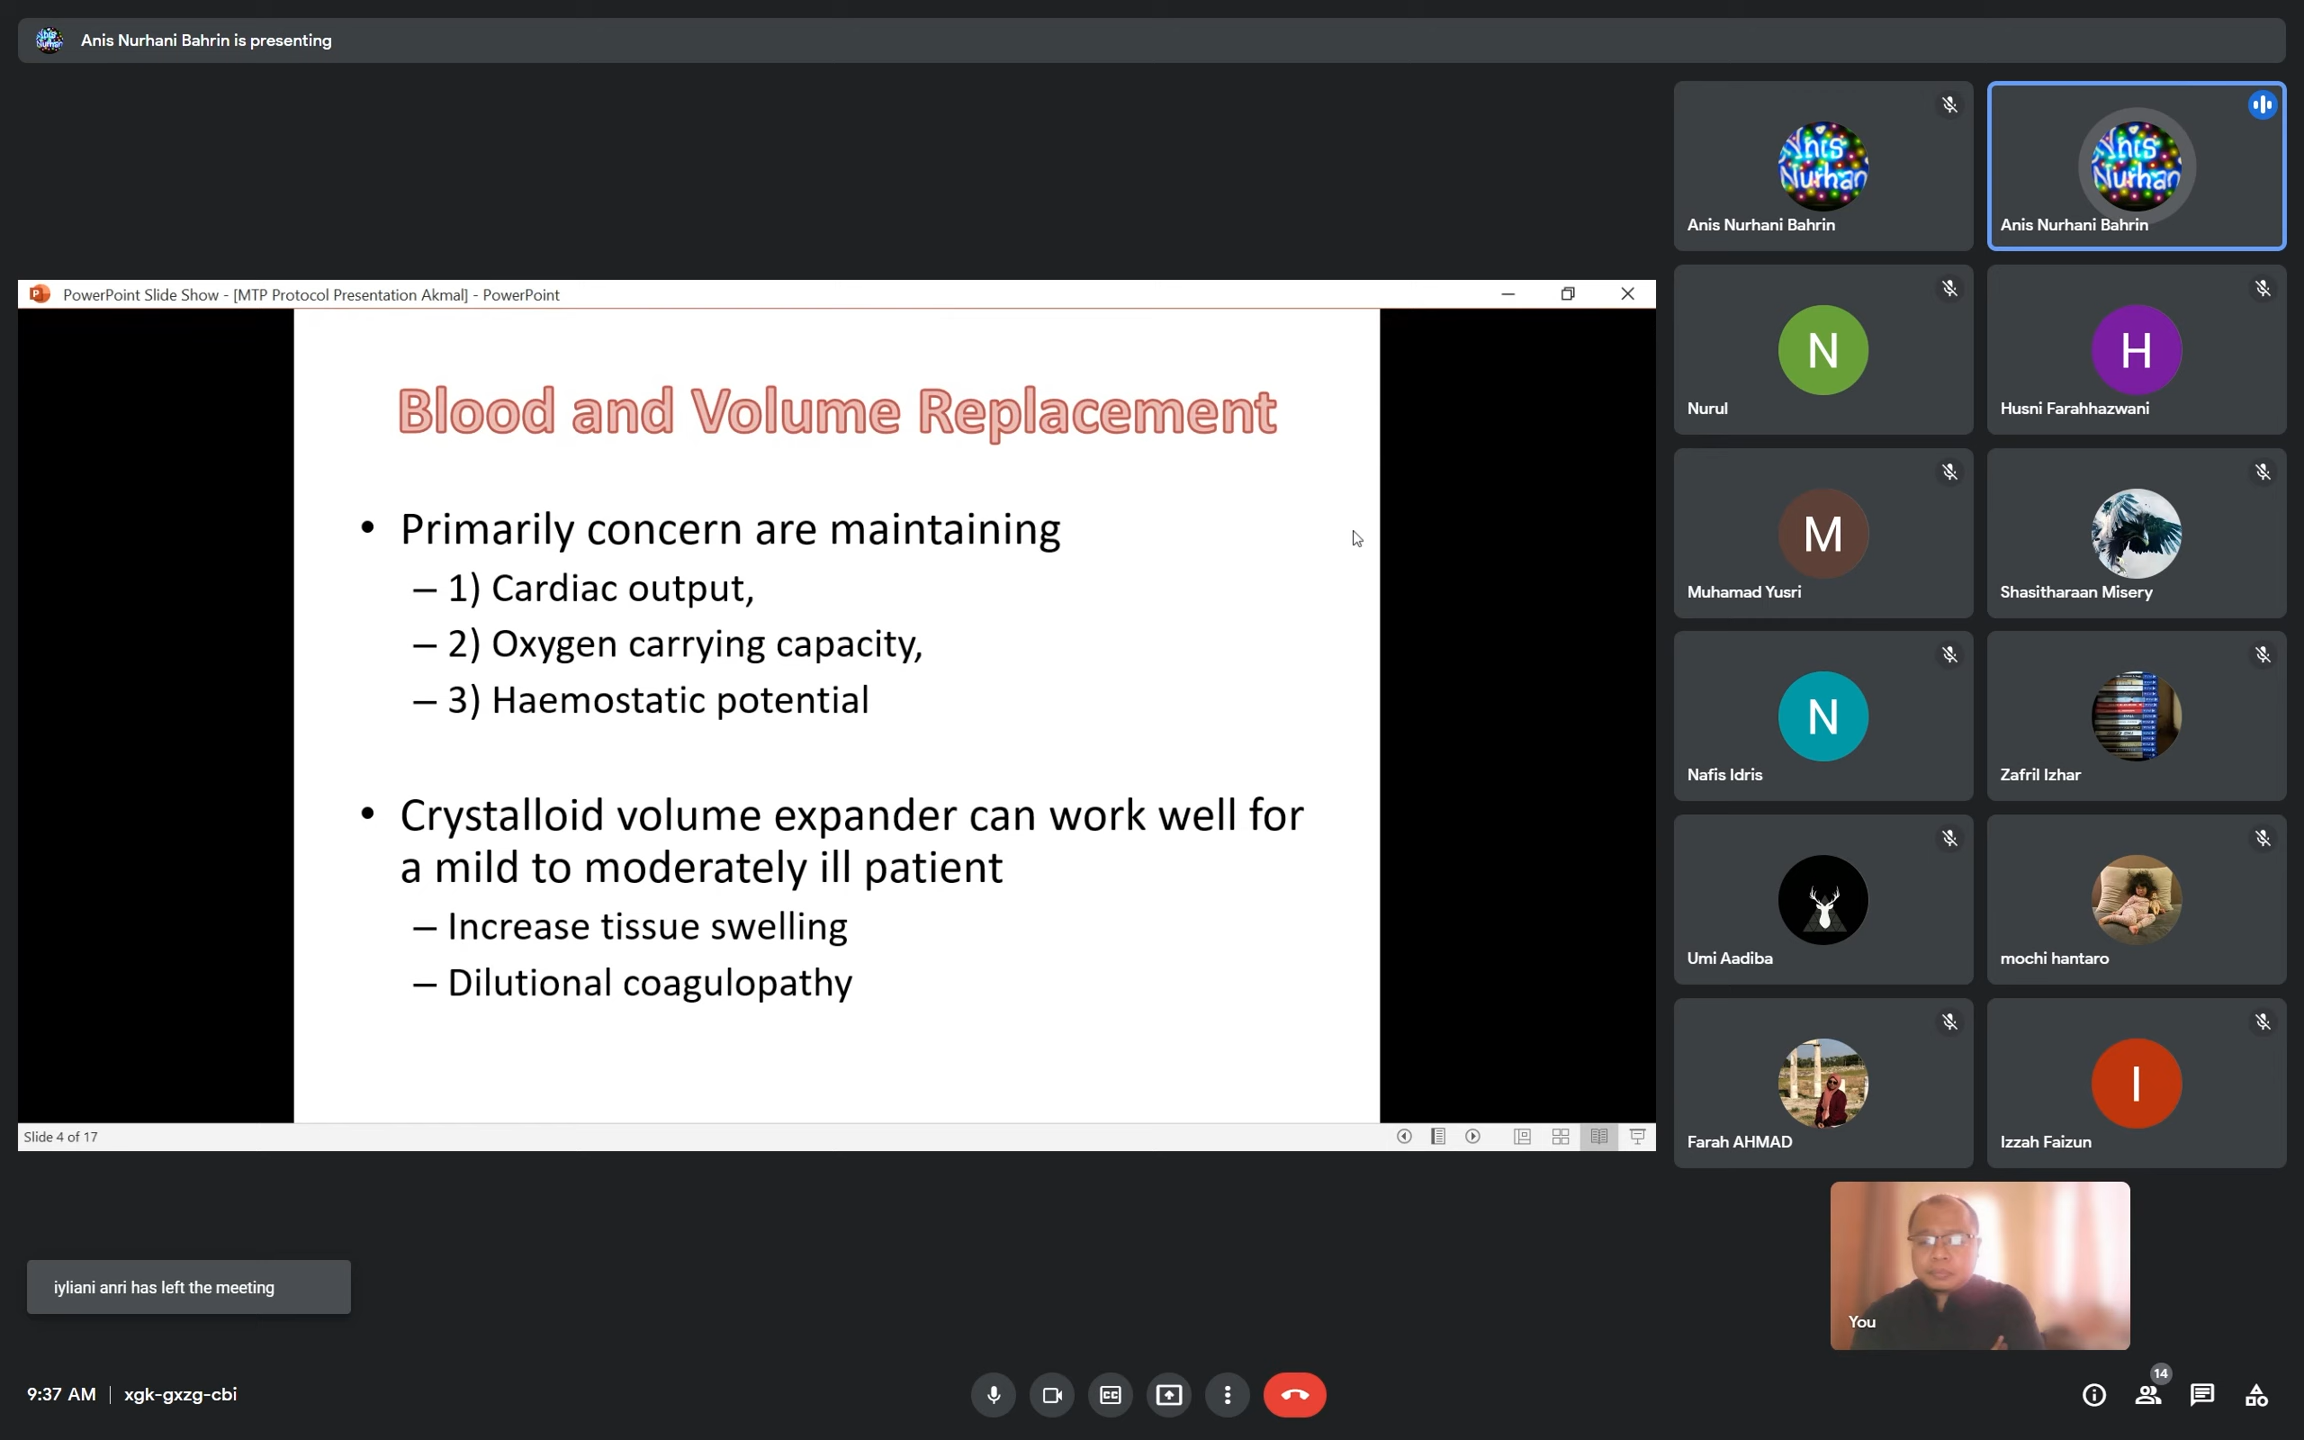 Anis Nurhani Bahrin is presenting
PowerPoint Slide Show - [MTP Protocol Presentation Akmal] - PowerPoint
Blood and Volume Replacement
• Primarily concern are maintaining
– 1) Cardiac output,
– 2) Oxygen carrying capacity,
– 3) Haemostatic potential
• Crystalloid volume expander can work well for
a mild to moderately ill patient
– Increase tissue swelling
– Dilutional coagulopathy
Slide 4 of 17
Anis Nurhani Bahrin
Anis Nurhani Bahrin
N
Nurul
H
Husni Farahhazwani
M
Muhamad Yusri
Shasitharaan Misery
N
Nafis Idris
Zafril Izhar
Umi Aadiba
mochi hantaro
Farah AHMAD
I
Izzah Faizun
You
iyliani anri has left the meeting
9:37 AM | xgk-gxzg-cbi
CC
14